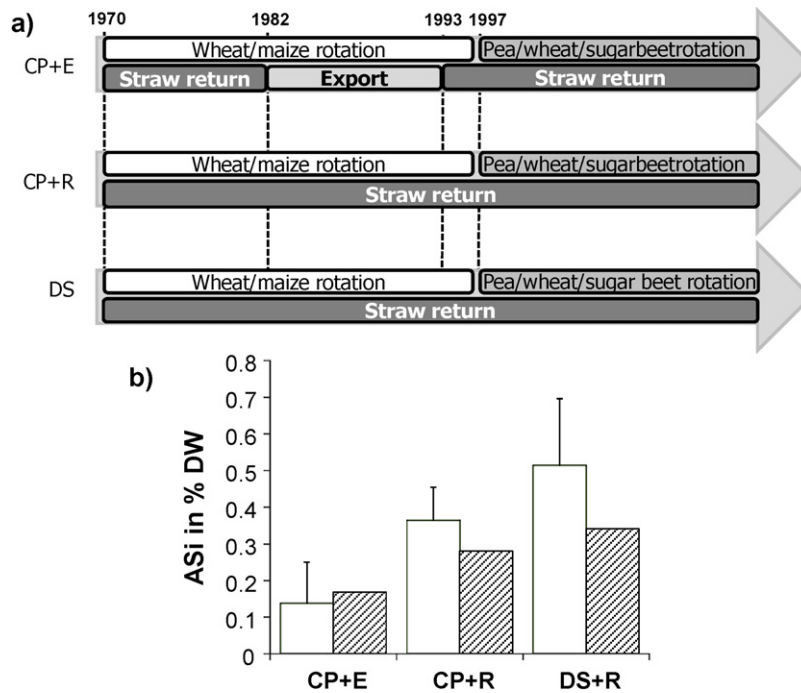 1970 1982 1993 1997
a)
Wheat/maize rotation Pea/wheat/sugarbeetrotation
CP+E
Straw return Export Straw return
Wheat/maize rotation Pea/wheat/sugarbeetrotation
CP+R
Straw return
Wheat/maize rotation Pea/wheat/sugar beet rotation
DS
Straw return
b)
0.8
0.7
0.6
0.5
0.4
0.3
0.2
0.1
0
ASi in % DW
CP+E CP+R DS+R